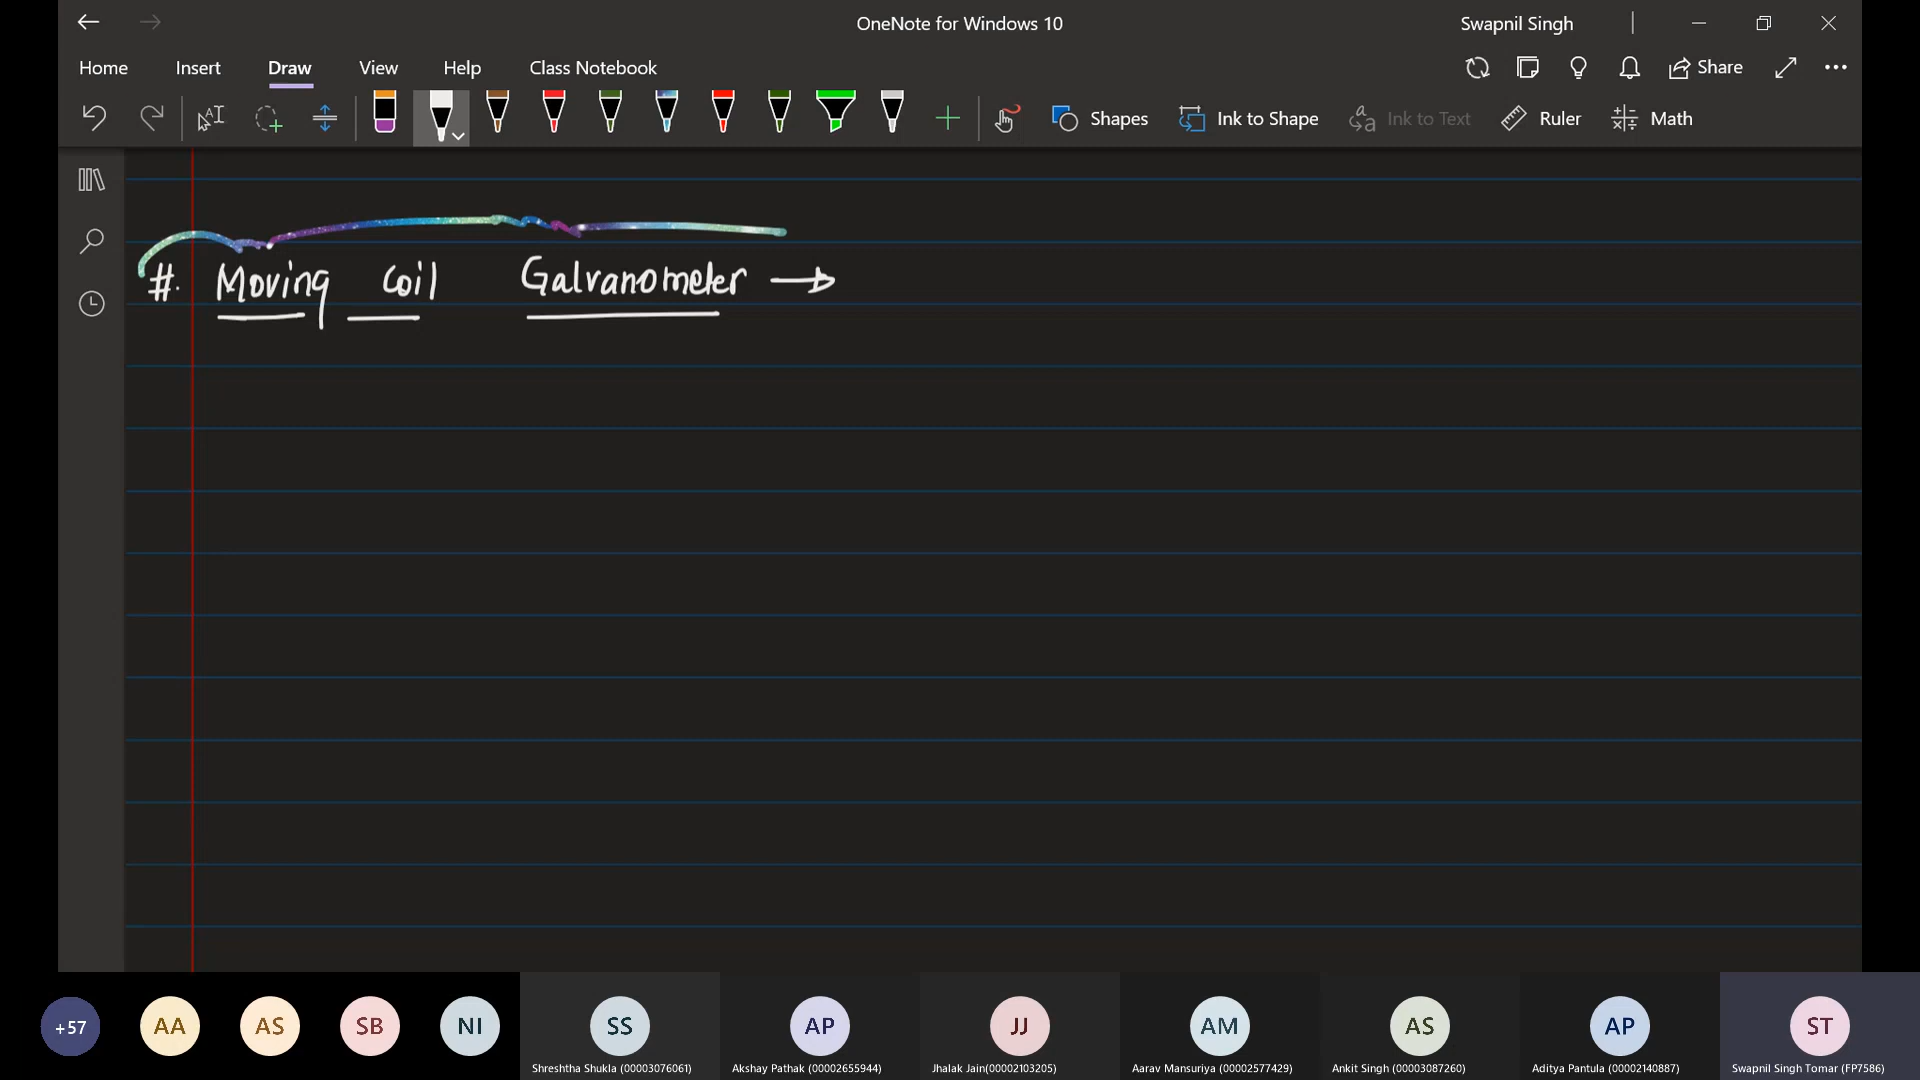 OneNote for Windows 10
Swapnil Singh
Home Insert Draw View Help Class Notebook
Share
Shapes Ink to Shape Ink to Text Ruler Math
#. Moving Coil Galvanometer →
+57 AA AS SB NI SS AP JJ AM AS AP ST
Shreshtha Shukla (00003076061) Akshay Pathak (00002655944) Jhalak Jain(00002103205) Aarav Mansuriya (00002577429) Ankit Singh (00003087260) Aditya Pantula (00002140887) Swapnil Singh Tomar (FP7586)